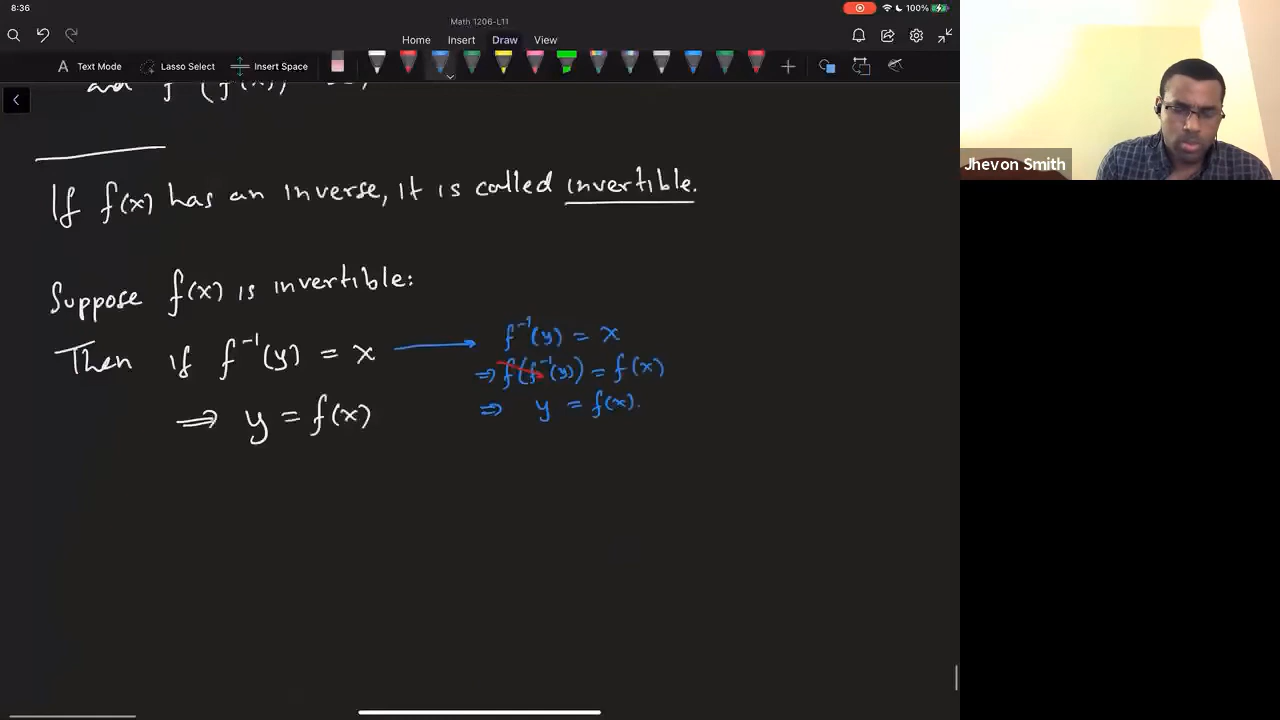 8:36
100%
Math 1206-L11
Home Insert Draw View
Text Mode Lasso Select Insert Space
and
If f(x) has an inverse, it is called invertible.
Suppose f(x) is invertible:
Then if f⁻¹(y) = x
⇒ y = f(x)
f⁻¹(y) = x
⇒ f(f⁻¹(y)) = f(x)
⇒ y = f(x).
Jhevon Smith